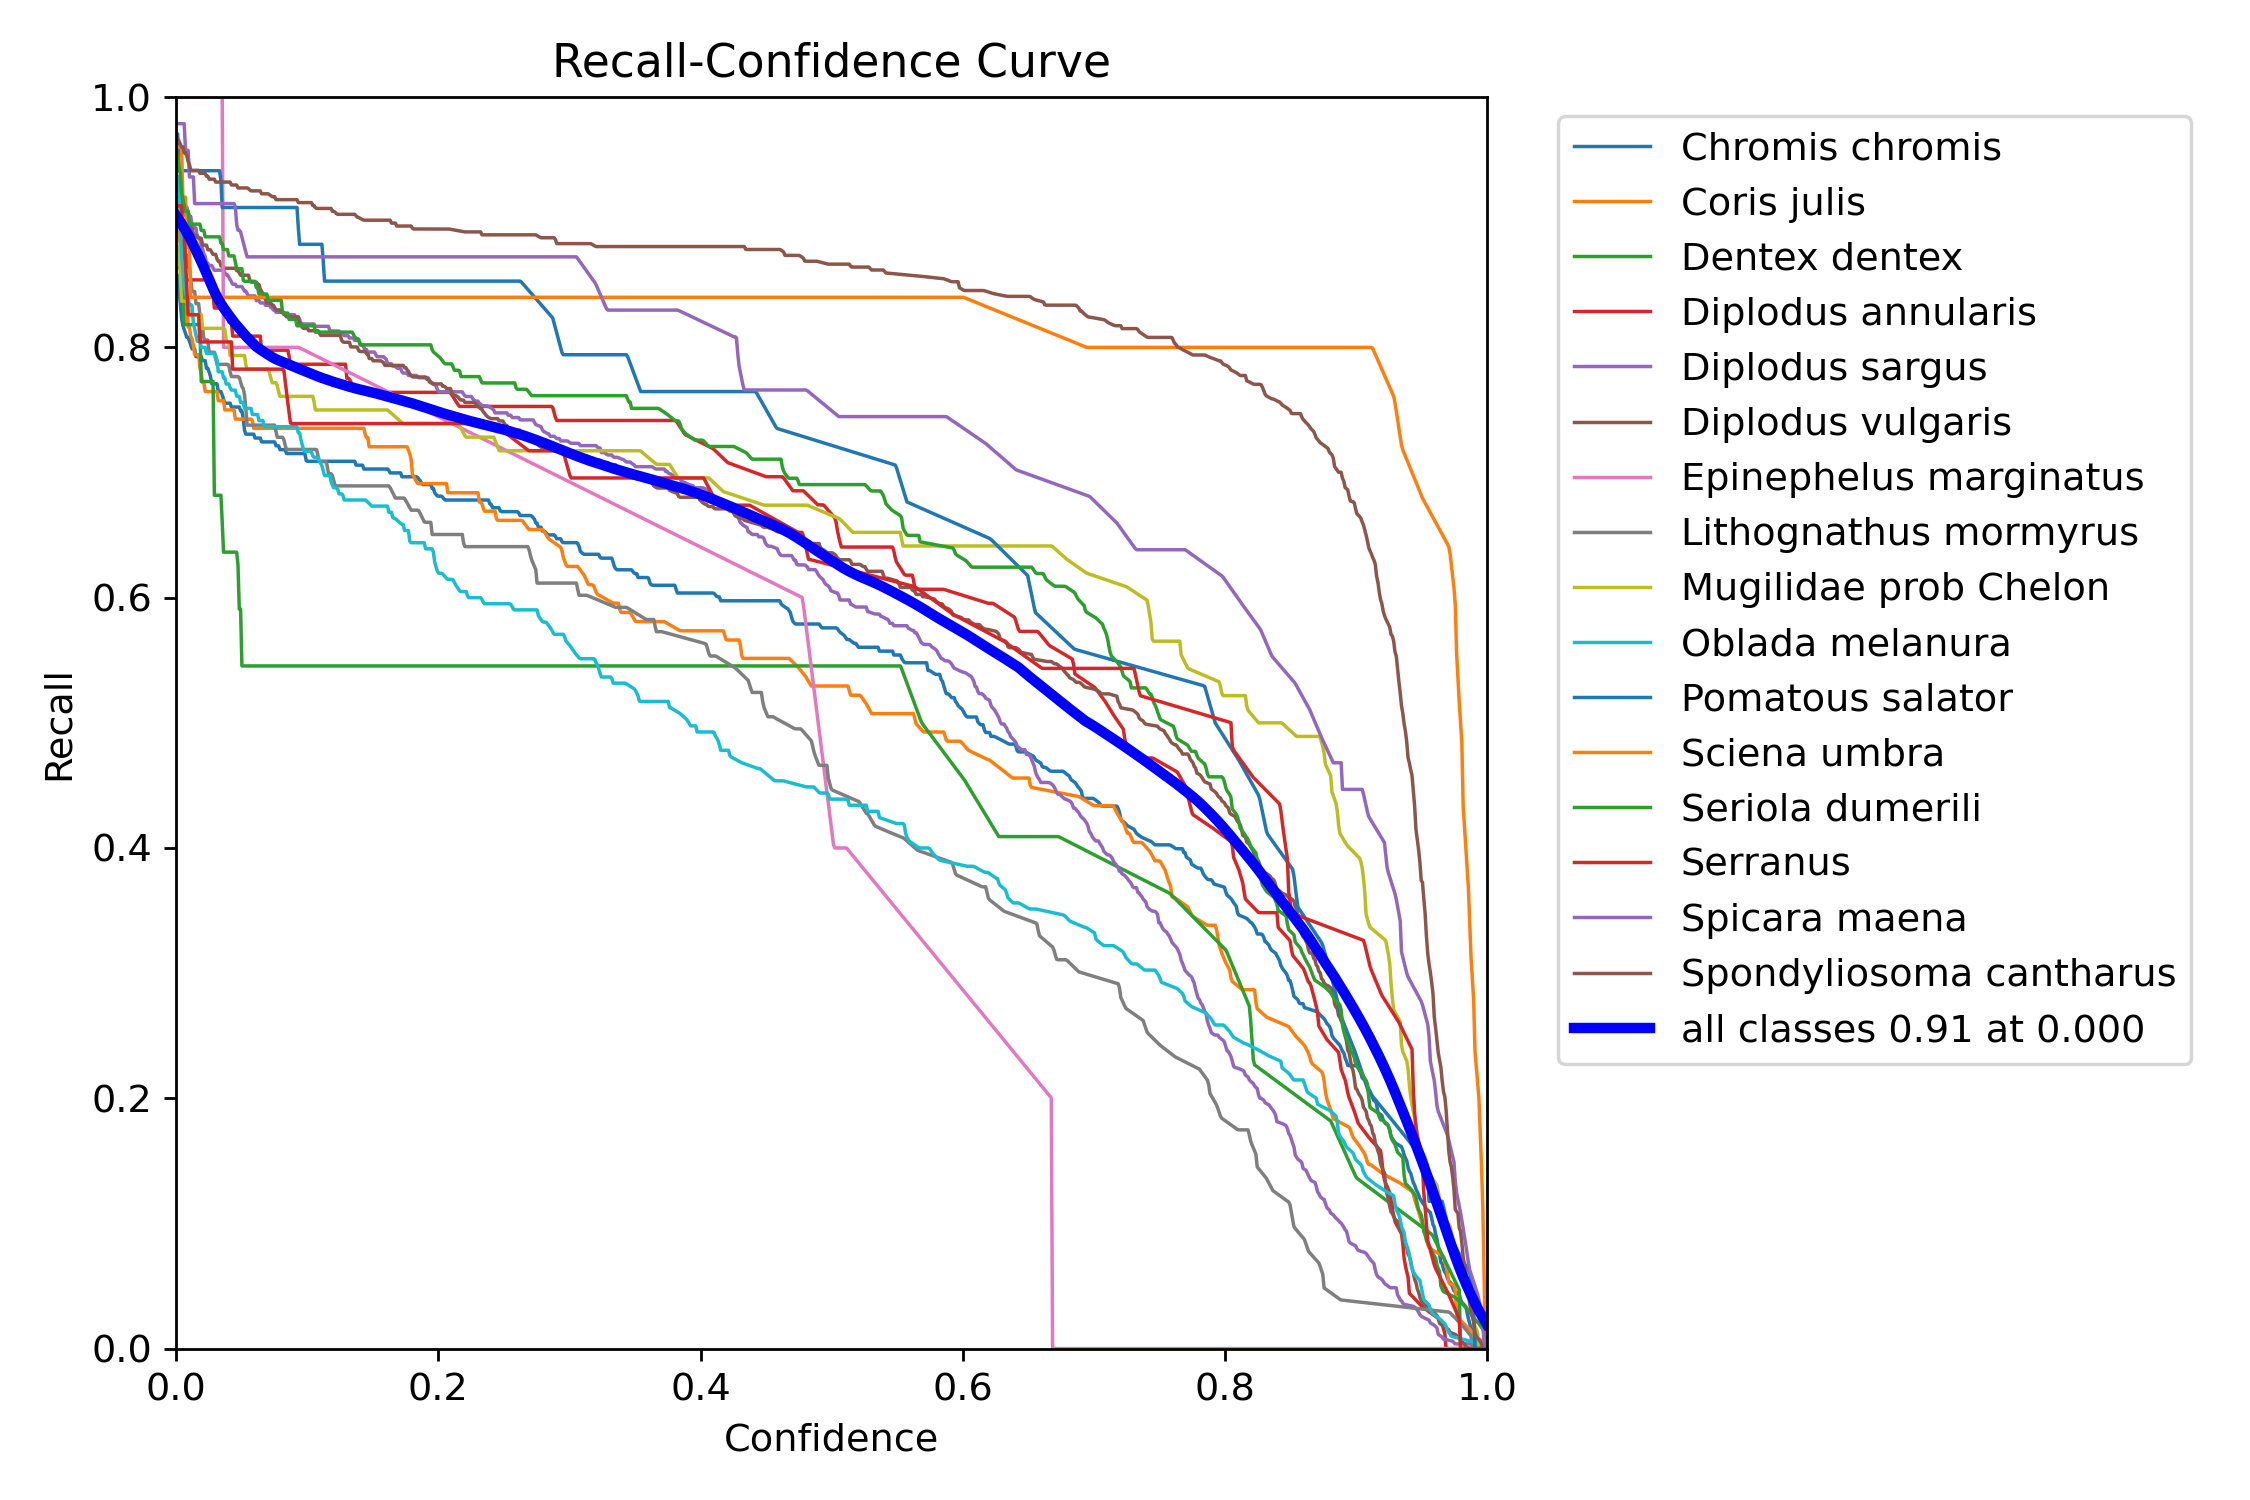 Recall-Confidence Curve
1.0
0.8
0.6
0.4
0.2
0.0
Recall
0.0 0.2 0.4 0.6 0.8 1.0
Confidence
Chromis chromis
Coris julis
Dentex dentex
Diplodus annularis
Diplodus sargus
Diplodus vulgaris
Epinephelus marginatus
Lithognathus mormyrus
Mugilidae prob Chelon
Oblada melanura
Pomatous salator
Sciena umbra
Seriola dumerili
Serranus
Spicara maena
Spondyliosoma cantharus
all classes 0.91 at 0.000